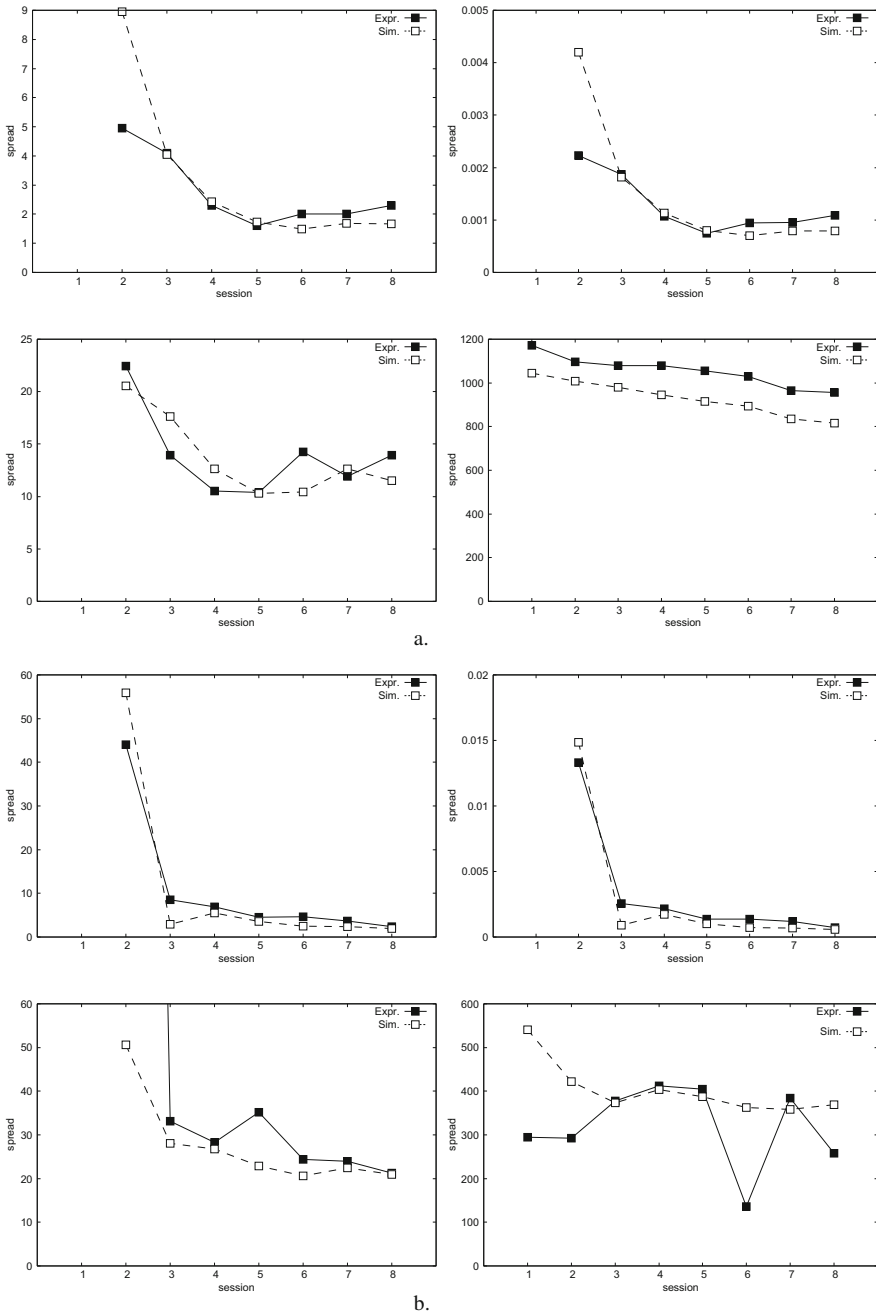 9
8
7
6
5
4
3
2
1
0
spread
1 2 3 4 5 6 7 8
session
Expr.
Sim.
0.005
0.004
0.003
0.002
0.001
0
spread
1 2 3 4 5 6 7 8
session
Expr.
Sim.
25
20
15
10
5
0
spread
1 2 3 4 5 6 7 8
session
Expr.
Sim.
1200
1000
800
600
400
200
0
spread
1 2 3 4 5 6 7 8
session
Expr.
Sim.
a.
60
50
40
30
20
10
0
spread
1 2 3 4 5 6 7 8
session
Expr.
Sim.
0.02
0.015
0.01
0.005
0
spread
1 2 3 4 5 6 7 8
session
Expr.
Sim.
60
50
40
30
20
10
0
spread
1 2 3 4 5 6 7 8
session
Expr.
Sim.
600
500
400
300
200
100
0
spread
1 2 3 4 5 6 7 8
session
Expr.
Sim.
b.